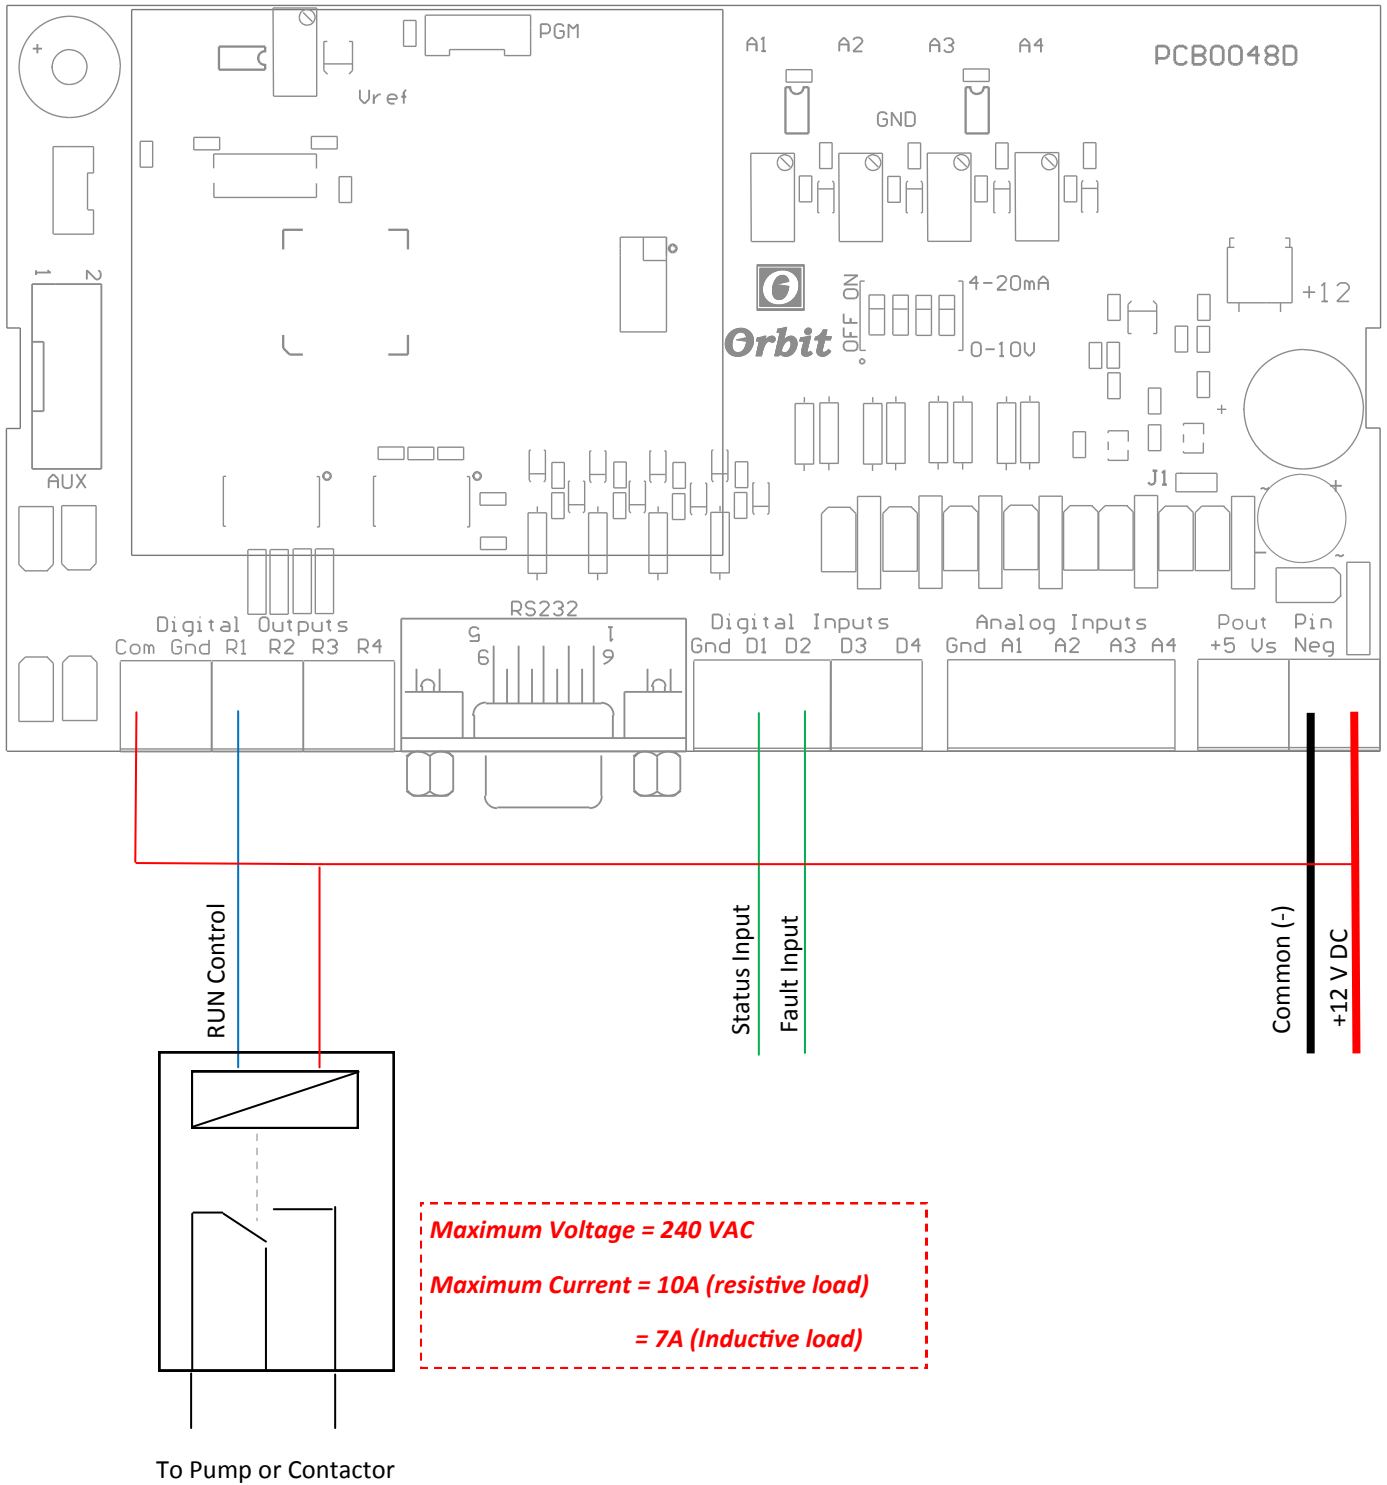 PGM
A1 A2 A3 A4
PCB0048D
+
Vref
GND
1 2
ON
OFF
4-20mA
+12
Orbit
0-10V
+
AUX
J1
~ +
- ~
RS232
Digital Outputs
Com Gnd R1 R2 R3 R4
5 1
9 6
Digital Inputs
Gnd D1 D2 D3 D4
Analog Inputs
Gnd A1 A2 A3 A4
Pout Pin
+5 Vs Neg
RUN Control
Status Input
Fault Input
Common (-)
+12 V DC
Maximum Voltage = 240 VAC
Maximum Current = 10A (resistive load)
= 7A (Inductive load)
To Pump or Contactor